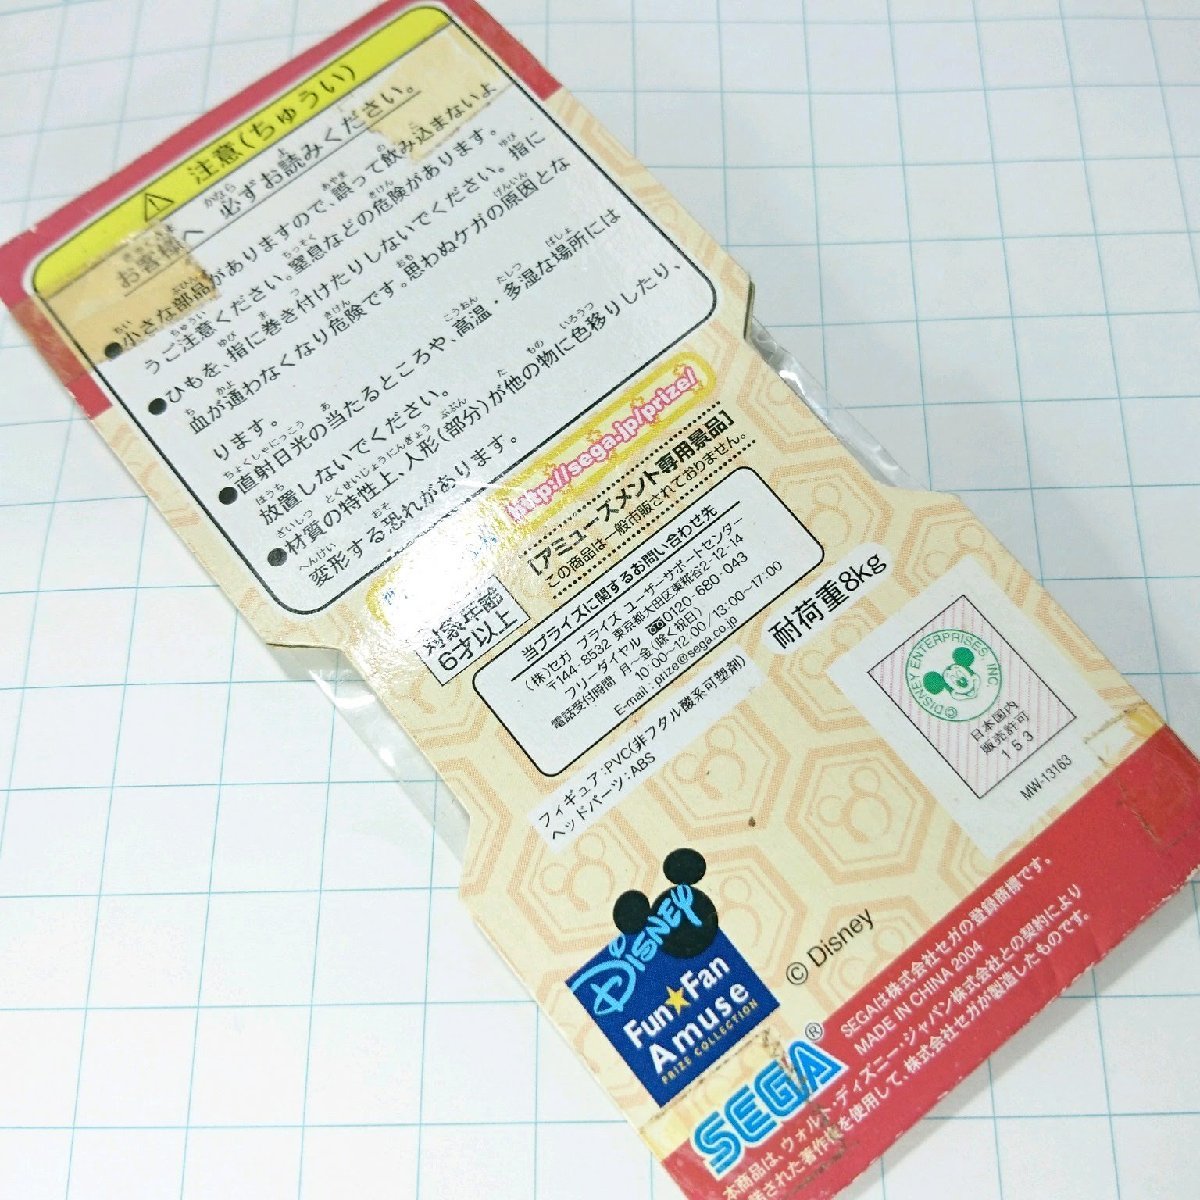 ⚠ 注意(ちゅうい)
お客様へ 必ずお読みください。
●小さな部品がありますので、誤って飲み込まないよ
うご注意ください。窒息などの危険があります。
●ひもを、指に巻き付けたりしないでください。指に
血が通わなくなり危険です。思わぬケガの原因とな
ります。
●直射日光の当たるところや、高温・多湿な場所には
放置しないでください。
●材質の特性上、人形(部分)が他の物に色移りしたり、
変形する恐れがあります。
http://sega.jp/prize/
[アミューズメント専用景品]
この商品は一般市販されておりません。
対象年齢
6才以上
当プライズに関するお問い合わせ先
(株)セガ プライズ ユーザーサポートセンター
〒144-8532 東京都大田区東糀谷2-12-14
フリーダイヤル 0120-680-043
電話受付時間 月〜金(除く祝日)
10:00~12:00/13:00~17:00
E-mail:prize@sega.co.jp
耐荷重8kg
フィギュア:PVC(非フタル酸系可塑剤)
ヘッドパーツ:ABS
©DISNEY ENTERPRISES, INC.
日本国内
販売許可
153
MW-13163
Disney
Fun★Fan
Amuse
PRIZE COLLECTION
© Disney
SEGA®
SEGAは株式会社セガの登録商標です。
MADE IN CHINA 2004
本商品は、ウォルト・ディズニー・ジャパン株式会社との契約により
された著作権を使用して、株式会社セガが製造したものです。